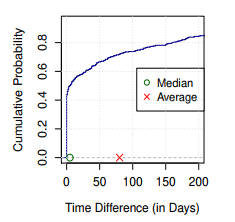 Cumulative Probability
0.8
0.6
0.4
0.2
0.0
Median
Average
0 50 100 150 200
Time Difference (in Days)